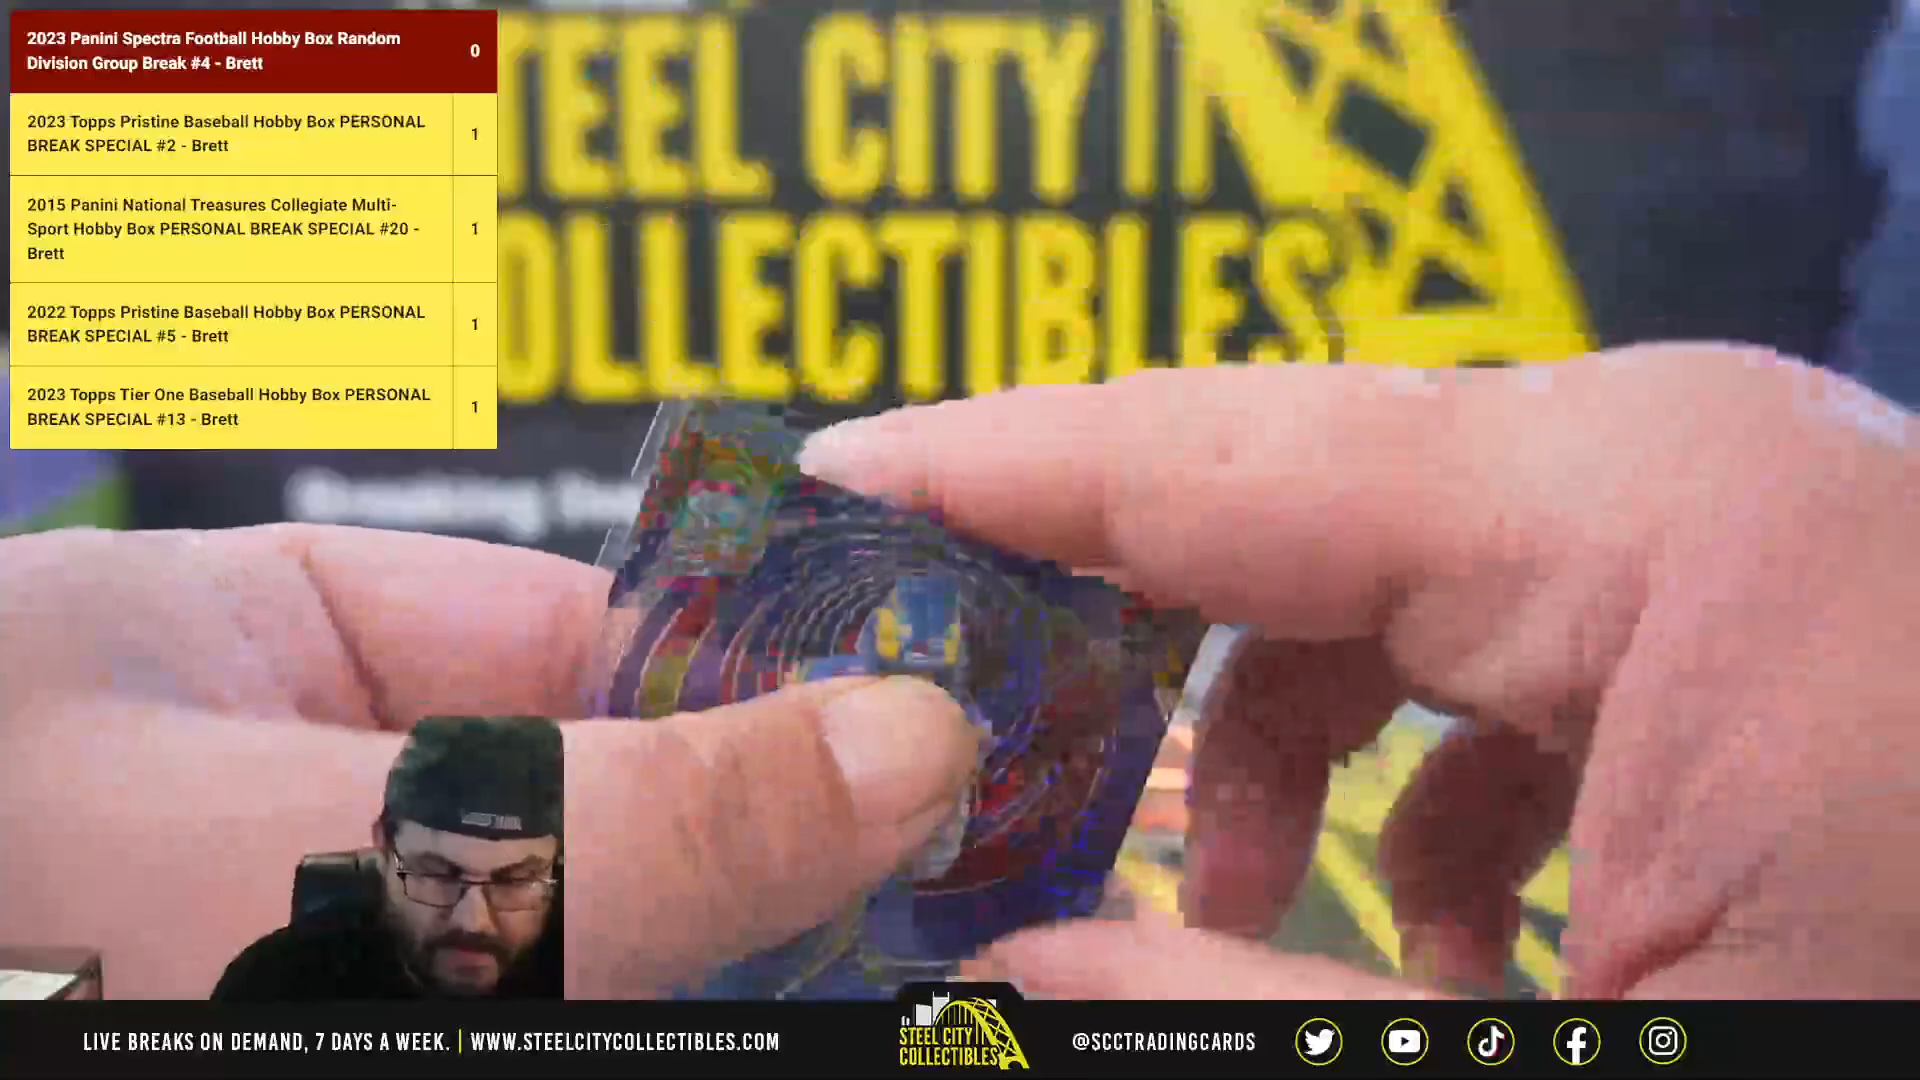 2023 Panini Spectra Football Hobby Box Random
Division Group Break #4 - Brett
0
2023 Topps Pristine Baseball Hobby Box PERSONAL
BREAK SPECIAL #2 - Brett
1
2015 Panini National Treasures Collegiate Multi-
Sport Hobby Box PERSONAL BREAK SPECIAL #20 -
Brett
1
2022 Topps Pristine Baseball Hobby Box PERSONAL
BREAK SPECIAL #5 - Brett
1
2023 Topps Tier One Baseball Hobby Box PERSONAL
BREAK SPECIAL #13 - Brett
1
TEEL CITY
OLLECTIBLES
Breaking
LIVE BREAKS ON DEMAND, 7 DAYS A WEEK. | WWW.STEELCITYCOLLECTIBLES.COM
STEEL CITY
COLLECTIBLES
@SCCTRADINGCARDS